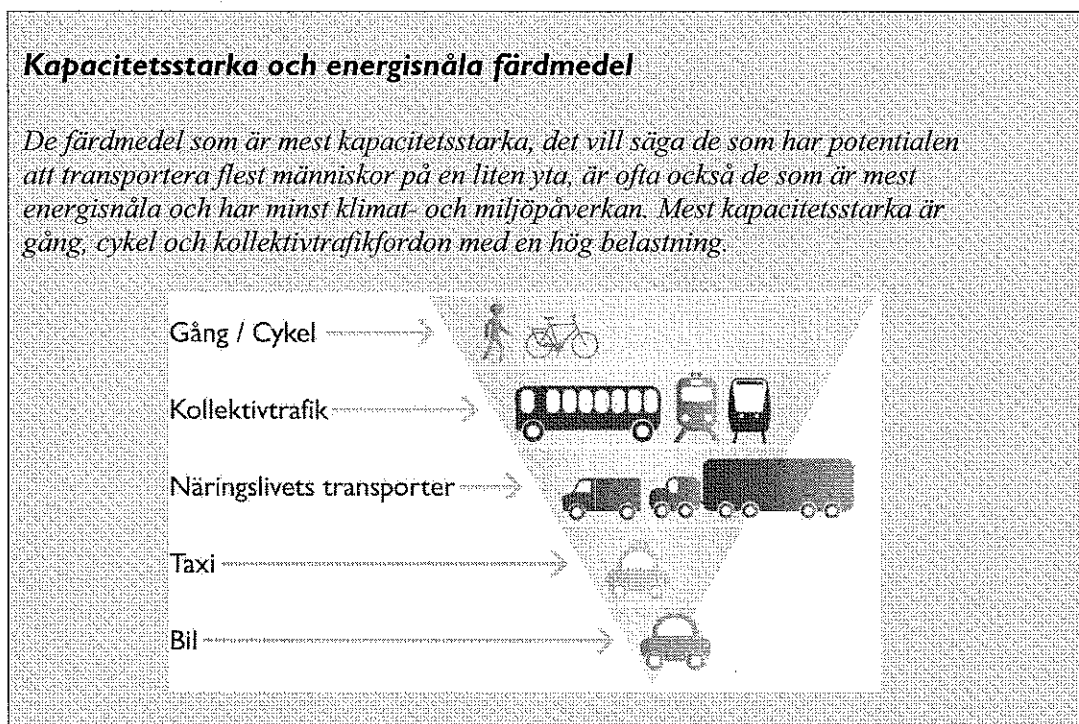 Kapacitetsstarka och energisnåla färdmedel
De färdmedel som är mest kapacitetsstarka, det vill säga de som har potentialen
att transportera flest människor på en liten yta, är ofta också de som är mest
energisnåla och har minst klimat- och miljöpåverkan. Mest kapacitetsstarka är
gång, cykel och kollektivtrafikfordon med en hög belastning.
Gång / Cykel
Kollektivtrafik
Näringslivets transporter
Taxi
Bil